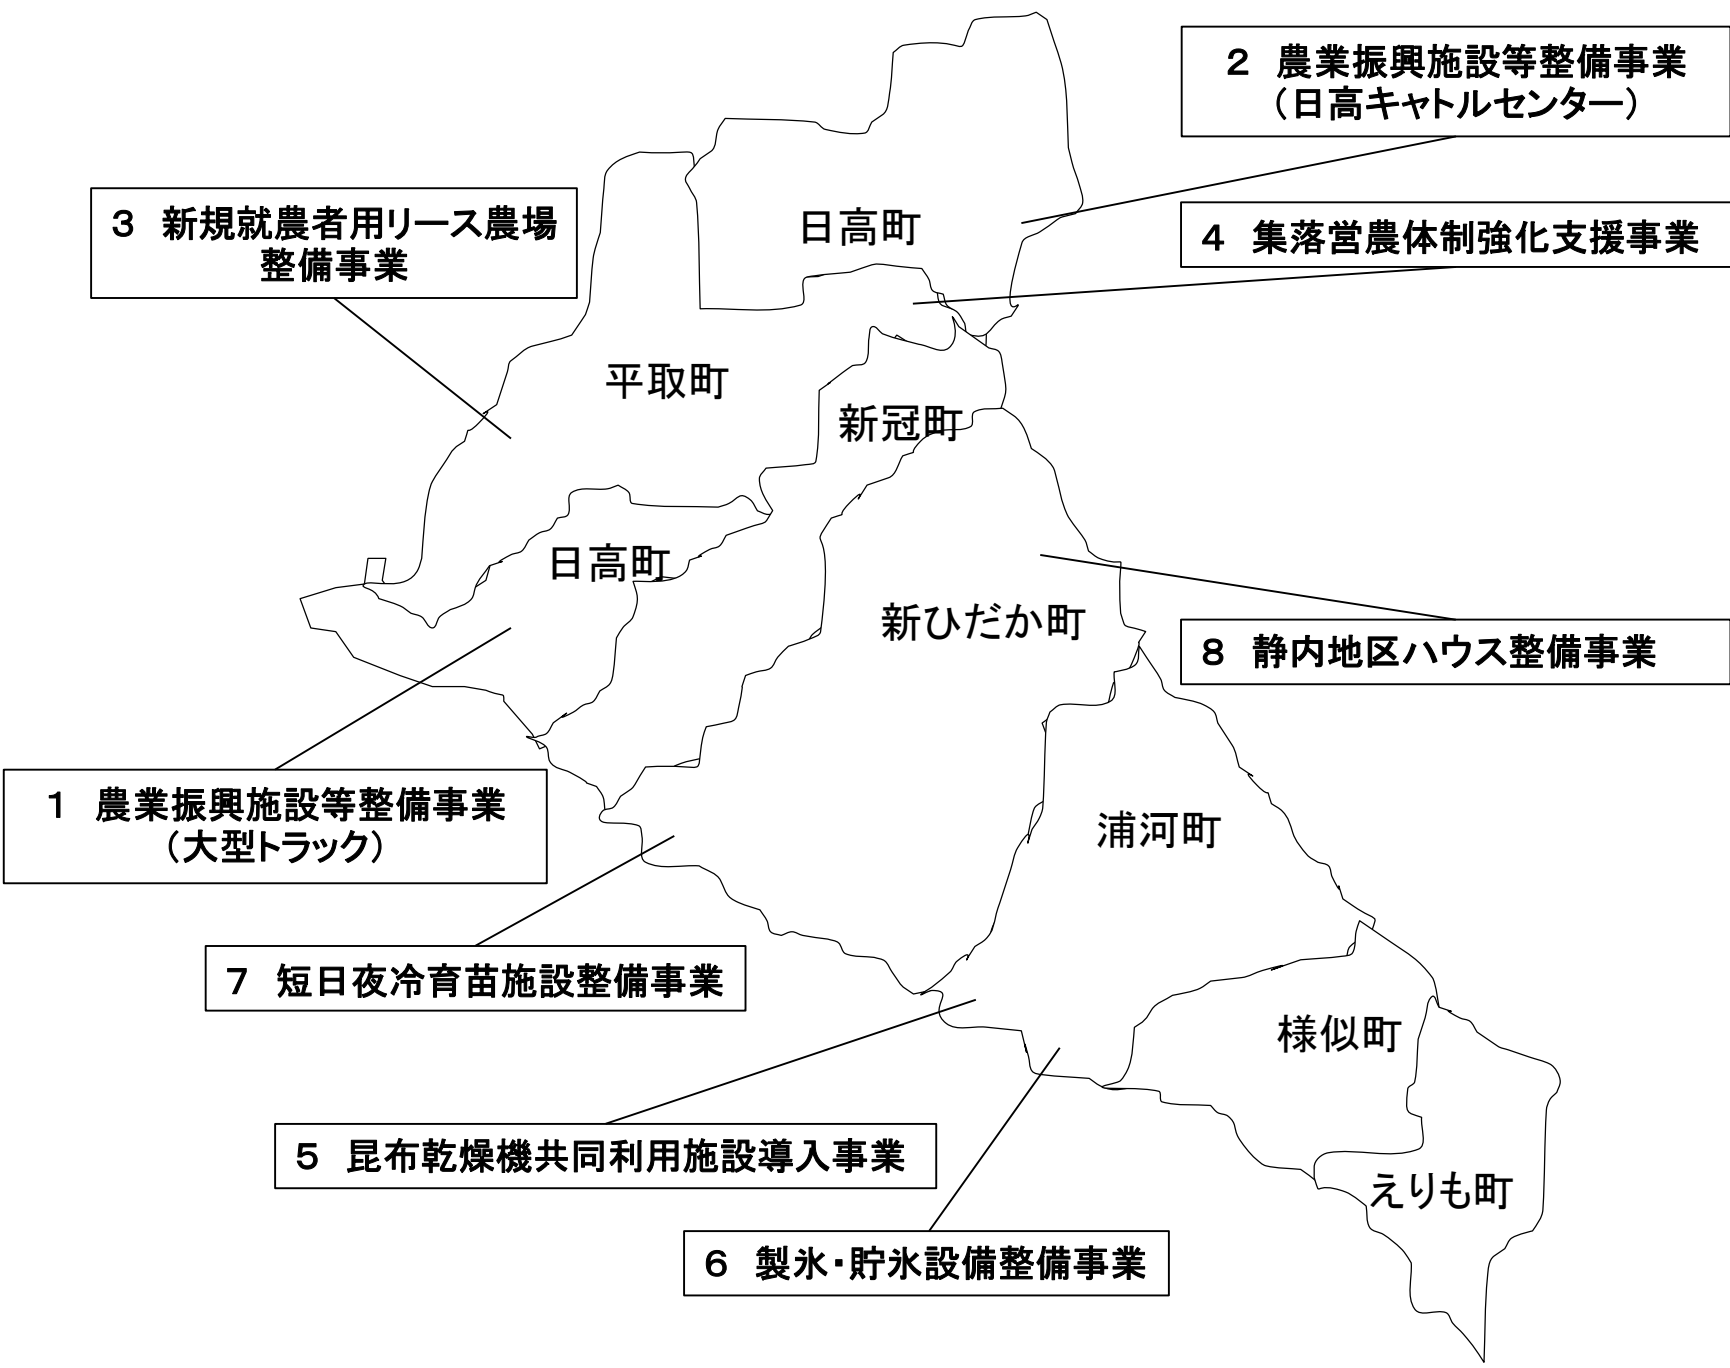 2 農業振興施設等整備事業
（日高キャトルセンター）
3 新規就農者用リース農場
整備事業
日高町
4 集落営農体制強化支援事業
平取町
新冠町
日高町
新ひだか町
8 静内地区ハウス整備事業
1 農業振興施設等整備事業
（大型トラック）
浦河町
7 短日夜冷育苗施設整備事業
様似町
5 昆布乾燥機共同利用施設導入事業
えりも町
6 製氷・貯氷設備整備事業